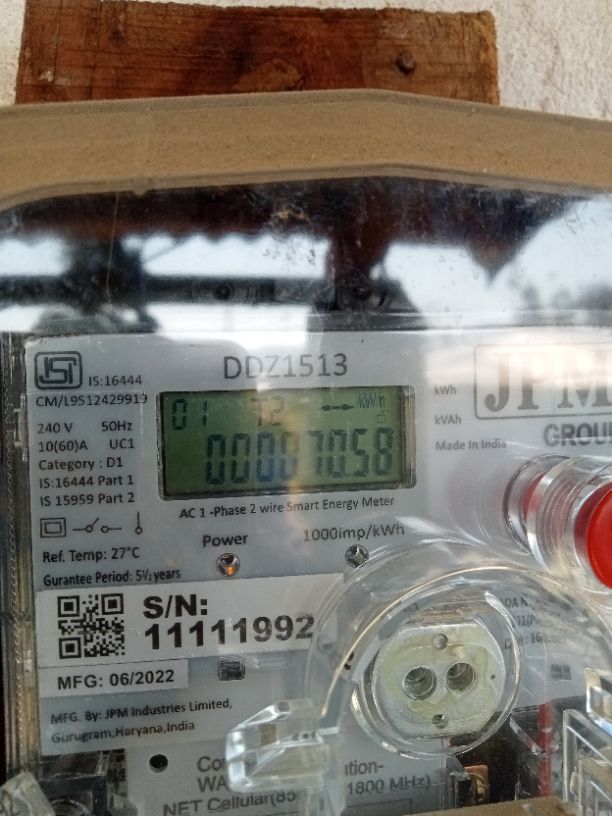 IS:16444
CM/L9512429919
DDZ1513
240 V 50Hz
10(60)A UC1
Category : D1
IS:16444 Part 1
IS 15959 Part 2
01 T2 kWh
kWh
kVAh
Made In India
JPM
GROUP
AC 1 -Phase 2 wire Smart Energy Meter
Power
1000imp/kWh
Ref. Temp: 27°C
Gurantee Period: 5½ years
S/N:
11111992
MFG: 06/2022
MFG. By: JPM Industries Limited,
Gurugram,Haryana,India
NET Cellular(
1800 MHz)